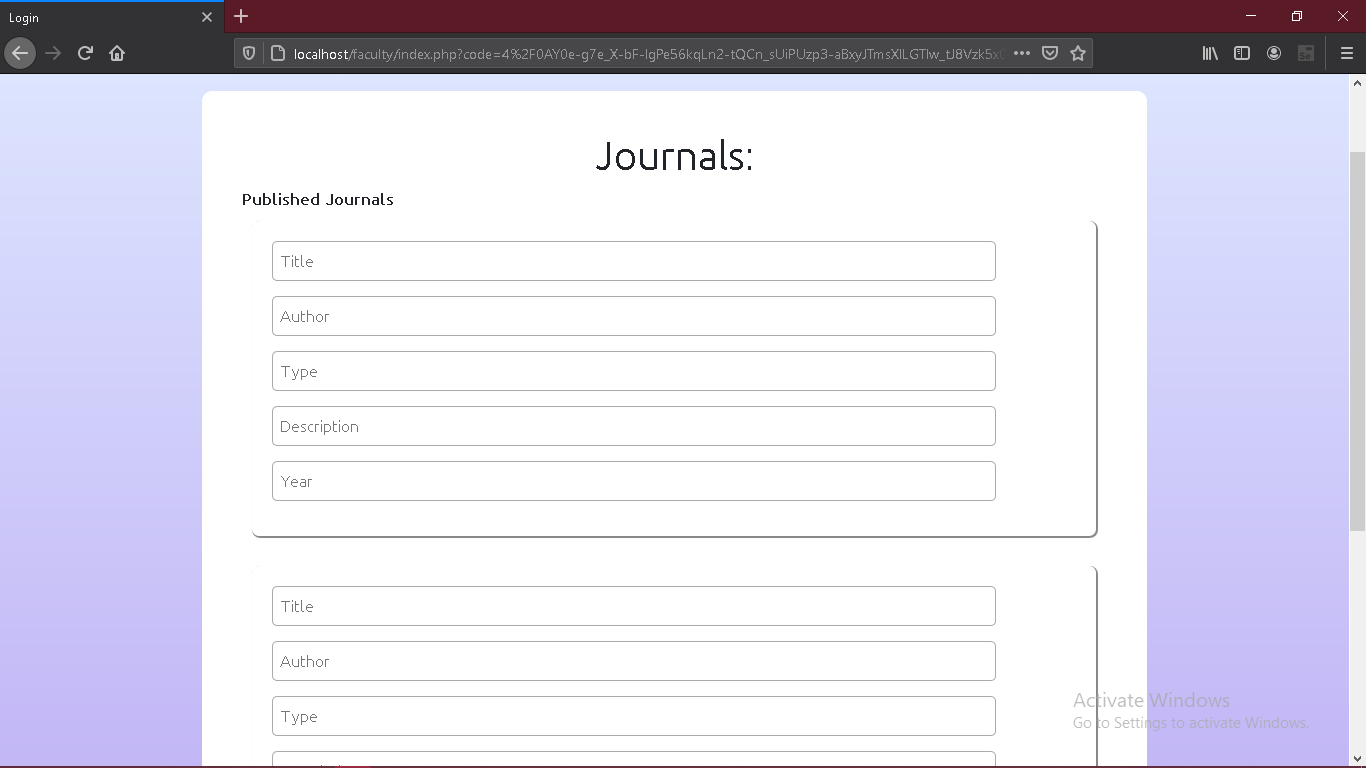 Login
localhost/faculty/index.php?code=4%2F0AY0e-g7e_X-bF-IgPe56kqLn2-tQCn_sUiPUzp3-aBxyJTmsXlLGTlw_tJ8Vzk5x
Journals:
Published Journals
Title
Author
Type
Description
Year
Title
Author
Type
Activate Windows
Go to Settings to activate Windows.